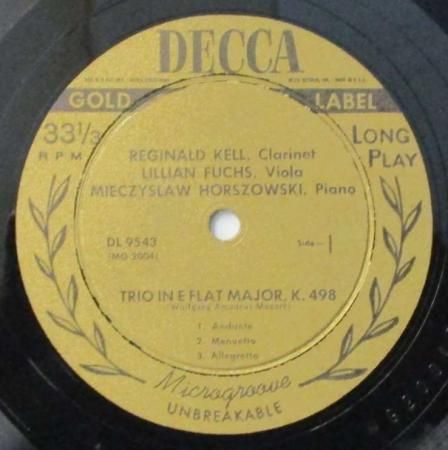 DECCA
GOLD LABEL
33⅓ LONG
RPM PLAY
REGINALD KELL, Clarinet
LILLIAN FUCHS, Viola
MIECZYSLAW HORSZOWSKI, Piano
DL 9543 Side—1
(MG 2004)
TRIO IN E FLAT MAJOR, K. 498
(Wolfgang Amadeus Mozart)
1. Andante
2. Menuetto
3. Allegretto
Microgroove
UNBREAKABLE